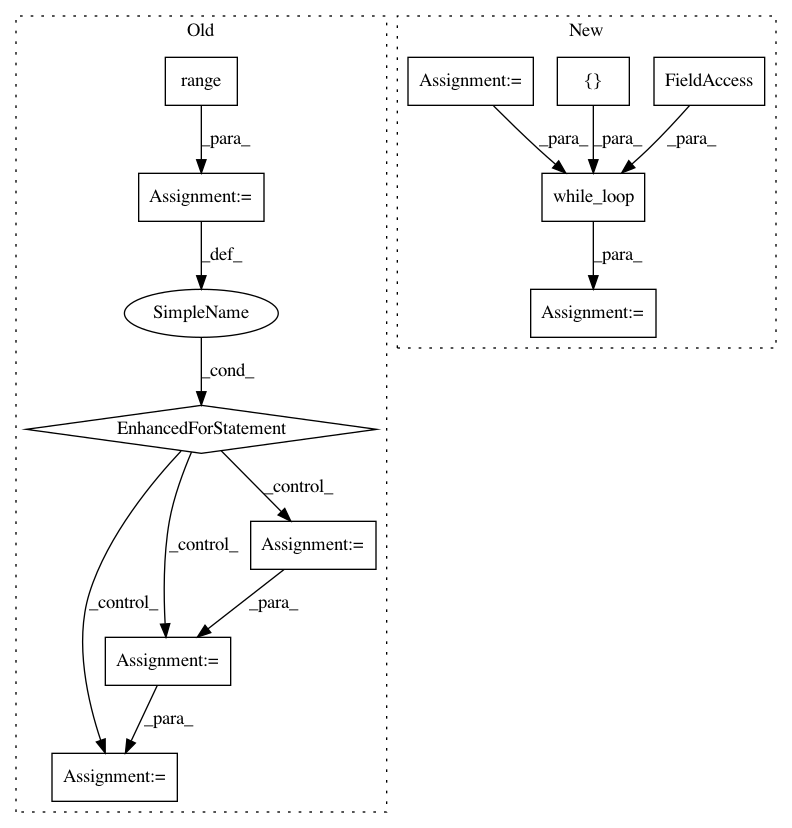 Old
range
_para_
Assignment:=
_def_
SimpleName
_cond_
EnhancedForStatement
_control_
_control_
_control_
Assignment:=
_para_
Assignment:=
_para_
Assignment:=
New
Assignment:=
{}
FieldAccess
_para_
_para_
_para_
while_loop
_para_
Assignment:=